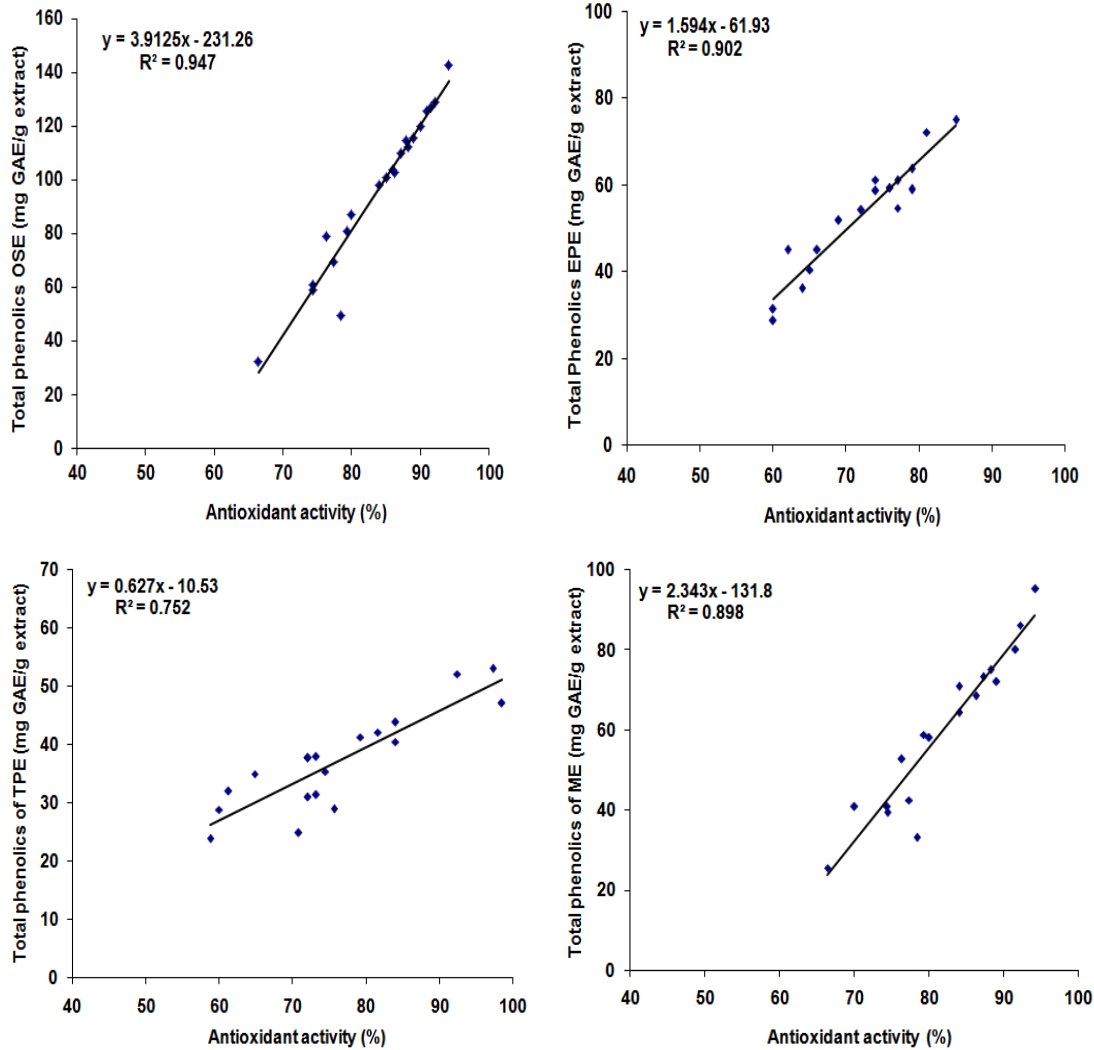 y = 3.9125x - 231.26
R² = 0.947
Total phenolics OSE (mg GAE/g extract)
160
140
120
100
80
60
40
20
0
40 50 60 70 80 90 100
Antioxidant activity (%)
y = 1.594x - 61.93
R² = 0.902
Total Phenolics EPE (mg GAE/g extract)
100
80
60
40
20
0
40 50 60 70 80 90 100
Antioxidant activity (%)
y = 0.627x - 10.53
R² = 0.752
Total phenolics of TPE (mg GAE/g extract)
70
60
50
40
30
20
10
0
40 50 60 70 80 90 100
Antioxidant activity (%)
y = 2.343x - 131.8
R² = 0.898
Total phenolics of ME (mg GAE/g extract)
100
80
60
40
20
0
40 50 60 70 80 90 100
Antioxidant activity (%)